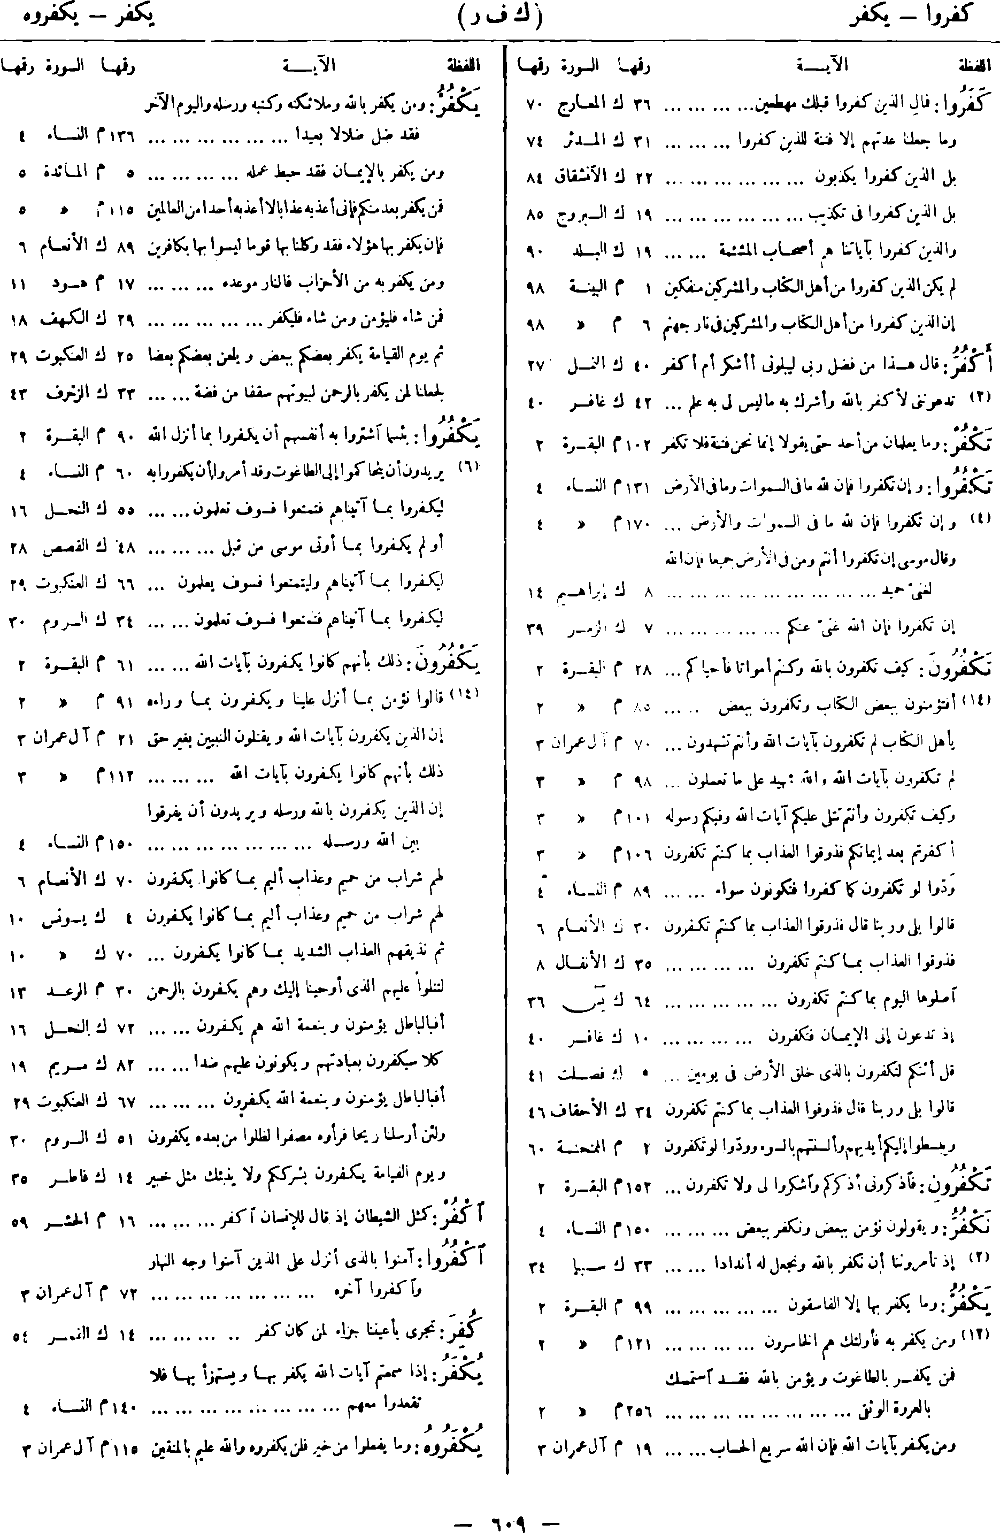 كفروا – يكفر
( ك ف ر )
يكفر – يكفروه
اللفظة الآيــة رقمها السورة رقمها
كَفَرُوا : فمال الذين كفروا قبلك مهطعين ... ... ... ... ٣٦ ك المعارج ٧٠
وما جعلنا عدتهم إلا فتنة للذين كفروا ... ... ... ٣١ ك المدثر ٧٤
بل الذين كفروا يكذبون ... ... ... ... ... ... ٢٢ ك الانشقاق ٨٤
بل الذين كفروا فى تكذيب ... ... ... ... ... ... ١٩ ك البروج ٨٥
والذين كفروا بآياتنا هم أصحاب المشئمة ... ... ١٩ ك البلد ٩٠
لم يكن الذين كفروا من أهل الكتاب والمشركين منفكين ١ م البينة ٩٨
إن الذين كفروا من أهل الكتاب والمشركين فى نار جهنم ٦ م » ٩٨
أَكْفُرُ : قال هـذا من فضل ربى ليبلونى أأشكر أم أكفر ٤٠ ك النمل ٢٧
(٢) تدعوننى لأكفر بالله وأشرك به ما ليس لى به علم ... ٤٢ ك غافر ٤٠
تَكْفُرْ : وما يعلمان من أحد حتى يقولا إنما نحن فتنة فلا تكفر ١٠٢ م البقرة ٢
تَكْفُرُوا : وإن تكفروا فإن لله ما فى السموات وما فى الأرض ١٣١ م النساء ٤
(٤) وإن تكفروا فإن لله ما فى السموات والأرض ... ١٧٠ م » ٤
وقال موسى إن تكفروا أنتم ومن فى الأرض جميعا فإن الله
لغنىّ حميد ... ... ... ... ... ... ... ... ... ٨ ك إبراهيم ١٤
إن تكفروا فإن الله غنىّ عنكم ... ... ... ... ... ٧ ك الزمر ٣٩
تَكْفُرُونَ : كيف تكفرون بالله وكنتم أمواتا فأحياكم ... ٢٨ م البقرة ٢
(١٤) أفتؤمنون ببعض الكتاب وتكفرون ببعض ... ... ٨٥ م » ٢
يأهل الكتاب لم تكفرون بآيات الله وأنتم تشهدون ... ٧٠ م آل عمران ٣
لم تكفرون بآيات الله والله شهيد على ما تعملون ... ٩٨ م » ٣
وكيف تكفرون وأنتم تتلى عليكم آيات الله وفيكم رسوله ١٠١ م » ٣
أكفرتم بعد إيمانكم فذوقوا العذاب بما كنتم تكفرون ١٠٦ م » ٣
ودّوا لو تكفرون كما كفروا فتكونون سواء ... ... ٨٩ م النساء ٤
قالوا بلى وربنا قال فذوقوا العذاب بما كنتم تكفرون ٣٠ ك الأنعام ٦
فذوقوا العذاب بما كنتم تكفرون ... ... ... ... ٣٥ ك الأنفال ٨
آصلوها اليوم بما كنتم تكفرون ... ... ... ... ... ٦٤ ك يٓس ٣٦
إذ تدعون إلى الإيمان فتكفرون ... ... ... ... ١٠ ك غافر ٤٠
قل أئنكم لتكفرون بالذى خلق الأرض فى يومين ... ٩ ك فصلت ٤١
قالوا بلى وربنا قال فذوقوا العذاب بما كنتم تكفرون ٣٤ ك الأحقاف ٤٦
ويبسطوا إليكم أيديهم وألسنتهم بالسوء وودّوا لو تكفرون ٢ م الممتحنة ٦٠
تَكْفُرُونِ : فآذكرونى أذكركم وآشكروا لى ولا تكفرون ... ١٥٢ م البقرة ٢
نَكْفُرُ : ويقولون نؤمن ببعض ونكفر ببعض ... ... ... ١٥٠ م النساء ٤
(٢) إذ تأمروننا أن نكفر بالله ونجعل له أندادا ... ... ٣٣ ك سبإ ٣٤
يَكْفُرُ : وما يكفر بها إلا الفاسقون ... ... ... ... ... ٩٩ م البقرة ٢
(١٢) ومن يكفر به فأولئك هم الخاسرون ... ... ... ... ١٢١ م » ٢
فمن يكفـر بالطاغوت ويؤمن بالله فقـد آستمسك
بالعروة الوثقى ... ... ... ... ... ... ... ... ٢٥٦ م » ٢
ومن يكفر بآيات الله فإن الله سريع الحساب ... ... ١٩ م آل عمران ٣
اللفظة الآيــة رقمها السورة رقمها
يَكْفُرْ : ومن يكفر بالله وملائكته وكتبه ورسله واليوم الآخر
فقد ضل ضلالا بعيدا ... ... ... ... ... ... ... ١٣٦ م النساء ٤
ومن يكفر بالإيمان فقد حبط عمله ... ... ... ... ٥ م المائدة ٥
فمن يكفر بعد منكم فإنى أعذبه عذابا لا أعذبه أحدا من العالمين ١١٥ م » ٥
فإن يكفر بها هؤلاء فقد وكلنا بها قوما ليسوا بها بكافرين ٨٩ ك الأنعام ٦
ومن يكفر به من الأحزاب فالنار موعده ... ... ... ١٧ م هود ١١
فمن شاء فليؤمن ومن شاء فليكفر ... ... ... ... ... ٢٩ ك الكهف ١٨
ثم يوم القيامة يكفر بعضكم ببعض ويلعن بعضكم بعضا ٢٥ ك العنكبوت ٢٩
لجعلنا لمن يكفر بالرحمن لبيوتهم سقفا من فضة ... ... ٣٣ ك الزخرف ٤٣
يَكْفُرُوا : بئسما آشتروا به أنفسهم أن يكفروا بما أنزل الله ٩٠ م البقرة ٢
(٦) يريدون أن يتحاكموا إلى الطاغوت وقد أمروا أن يكفروا به ٦٠ م النساء ٤
ليكفروا بمـا آتيناهم فتمتعوا فسوف تعلمون ... ... ٥٥ ك النحل ١٦
أولم يكفروا بمـا أوتى موسى من قبل ... ... ... ٤٨ ك القصص ٢٨
ليكفروا بمـا آتيناهم وليتمتعوا فسوف يعلمون ... ... ٦٦ ك العنكبوت ٢٩
ليكفروا بمـا آتيناهم فتمتعوا فسوف تعلمون ... ... ٣٤ ك الروم ٣٠
يَكْفُرُونَ : ذلك بأنهم كانوا يكفرون بآيات الله ... ... ٦١ م البقرة ٢
(١٤) قالوا نؤمن بمـا أنزل علينا ويكفرون بمـا وراءه ٩١ م » ٢
إن الذين يكفرون بآيات الله ويقتلون النبيين بغير حق ٢١ م آل عمران ٣
ذلك بأنهم كانوا يكفرون بآيات الله ... ... ... ١١٢ م » ٣
إن الذين يكفرون بالله ورسله ويريدون أن يفرقوا
بين الله ورسـله ... ... ... ... ... ... ... ... ١٥٠ م النساء ٤
لهم شراب من حميم وعذاب أليم بمـا كانوا يكفرون ٧٠ ك الأنعام ٦
لهم شراب من حميم وعذاب أليم بمـا كانوا يكفرون ٤ ك يونس ١٠
ثم نذيقهم العذاب الشديد بمـا كانوا يكفرون ... ٧٠ ك » ١٠
لتتلوآ عليهم الذى أوحينا إليك وهم يكفرون بالرحمن ٣٠ م الرعد ١٣
أفبالباطل يؤمنون وبنعمة الله هم يكفرون ... ... ٧٢ ك النحل ١٦
كلا سيكفرون بعبادتهم ويكونون عليهم ضدا ... ... ٨٢ ك مريم ١٩
أفبالباطل يؤمنون وبنعمة الله يكفرون ... ... ... ٦٧ ك العنكبوت ٢٩
ولئن أرسلنا ريحا فرأوه مصفرا لظلوا من بعده يكفرون ٥١ ك الروم ٣٠
ويوم القيامة يكفرون بشرككم ولا ينبئك مثل خبير ١٤ ك فاطر ٣٥
آكْفُرْ : كمثل الشيطان إذ قال للإنسان آكفر ... ... ... ١٦ م الحشر ٥٩
آكْفُرُوا : آمنوا بالذى أنزل على الذين آمنوا وجه النهار
وآكفروا آخره ... ... ... ... ... ... ... ... ٧٢ م آل عمران ٣
كُفِرَ : تجرى بأعيننا جزاء لمن كان كفر ... ... ... ... ١٤ ك القمر ٥٤
يُكْفَرُ : إذا سمعتم آيات الله يكفر بهـا ويستهزأ بهـا فلا
تقعدوا معهم ... ... ... ... ... ... ... ... ... ١٤٠ م النساء ٤
يُكْفَرُوهُ : وما يفعلوا من خير فلن يكفروه والله عليم بالمتقين ١١٥ م آل عمران ٣
– ٦٠٩ –